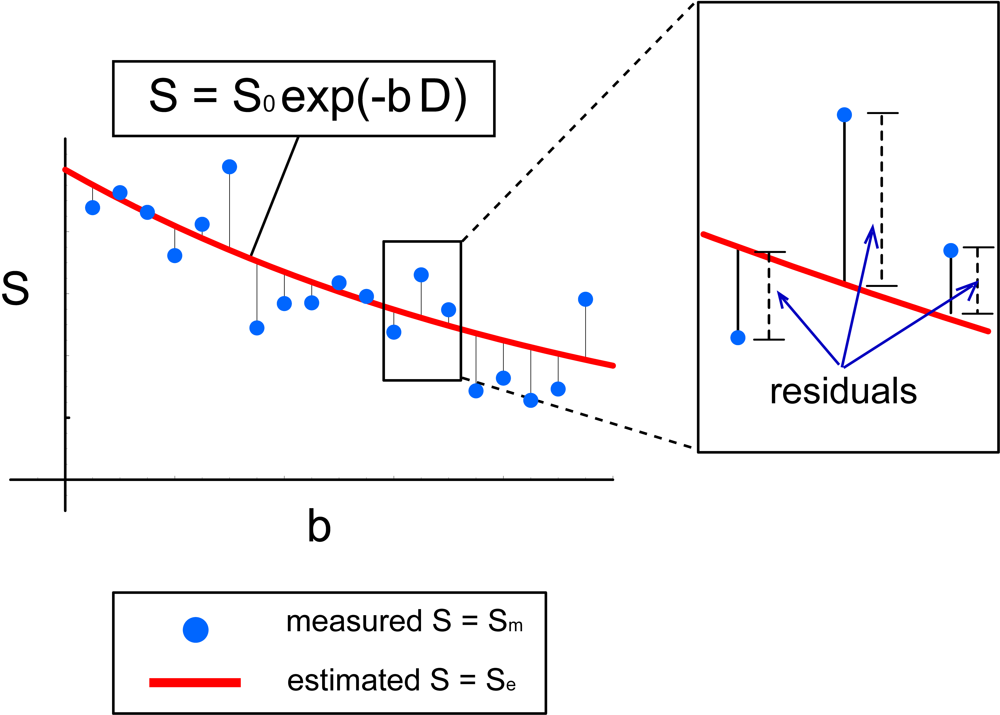 S = S₀ exp(-b D)
S
b
residuals
measured S = Sₘ
estimated S = Sₑ